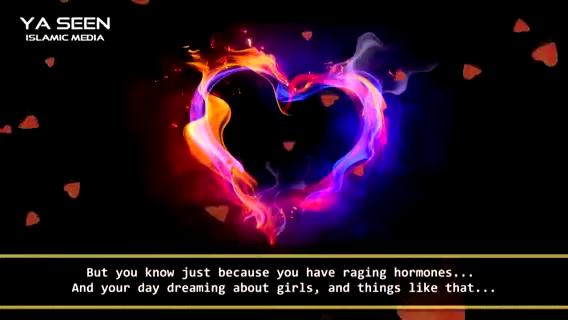 YA SEEN
ISLAMIC MEDIA
But you know just because you have raging hormones...
And your day dreaming about girls, and things like that...